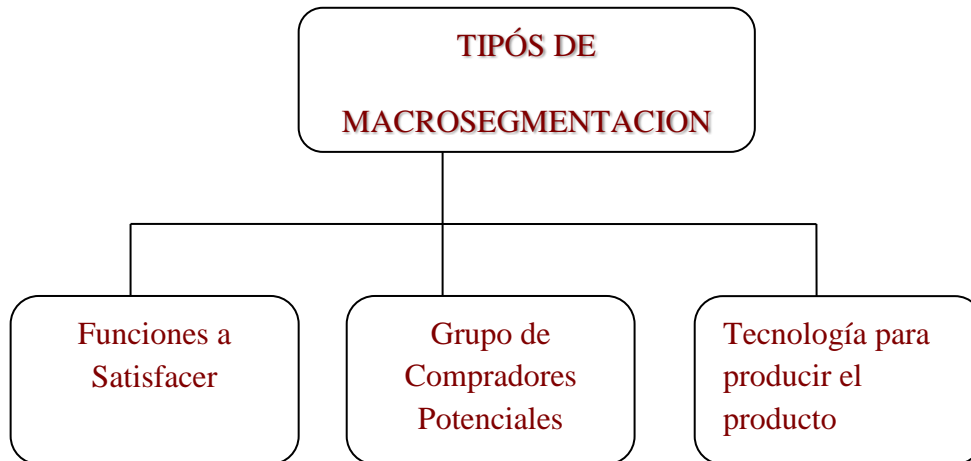 TIPÓS DE
MACROSEGMENTACION
Funciones a
Satisfacer
Grupo de
Compradores
Potenciales
Tecnología para
producir el
producto